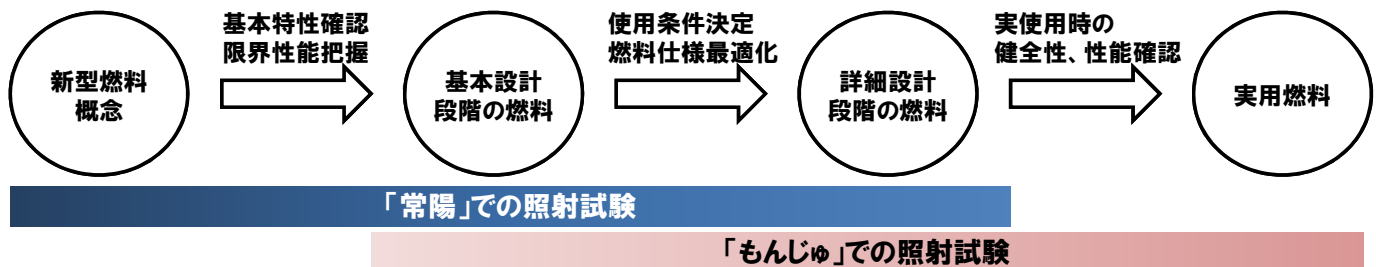 新型燃料
概念
基本特性確認
限界性能把握
基本設計
段階の燃料
使用条件決定
燃料仕様最適化
詳細設計
段階の燃料
実使用時の
健全性、性能確認
実用燃料
「常陽」での照射試験
「もんじゅ」での照射試験